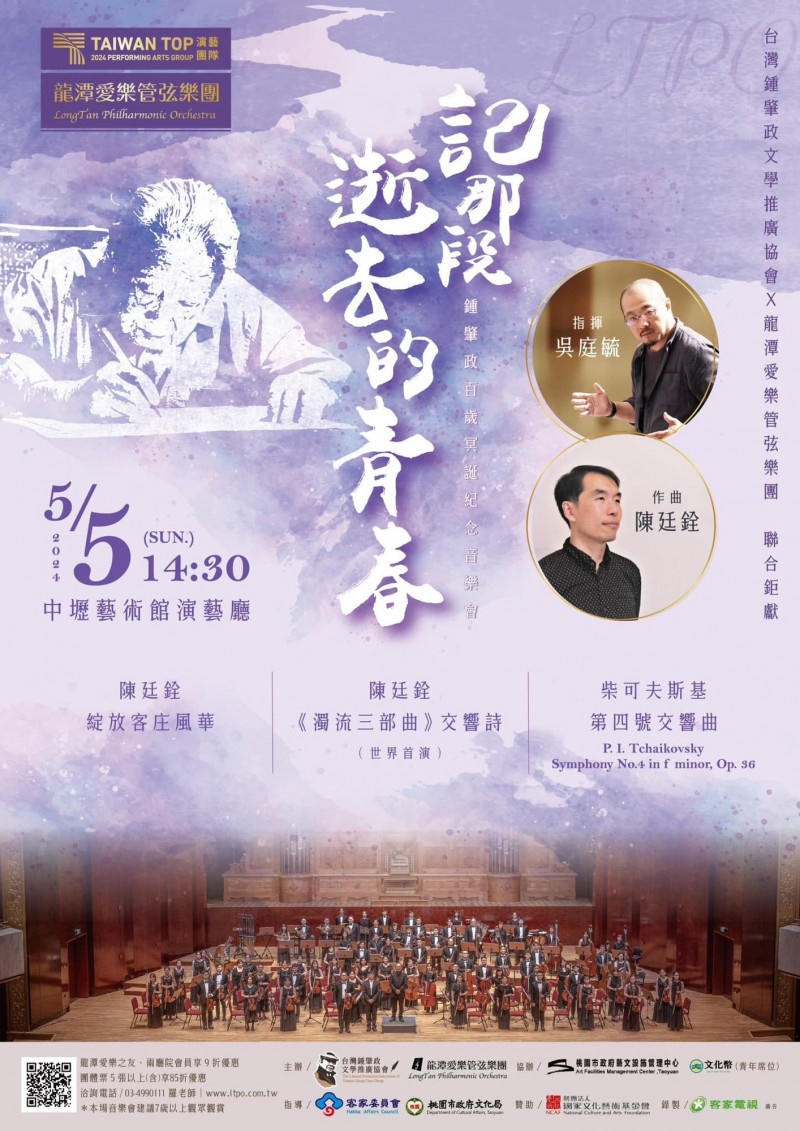 TAIWAN TOP 演藝團隊
2024 PERFORMING ARTS GROUP
龍潭愛樂管弦樂團
LongTan Philharmonic Orchestra
LTPO
台灣鍾肇政文學推廣協會 X 龍潭愛樂管弦樂團 聯合鉅獻
記那段
逝去的青春
鍾肇政百歲冥誕紀念音樂會
指揮
吳庭毓
作曲
陳廷銓
5/5
2024
(SUN.)
14:30
中壢藝術館演藝廳
陳廷銓
綻放客庄風華
陳廷銓
《濁流三部曲》交響詩
(世界首演)
柴可夫斯基
第四號交響曲
P. I. Tchaikovsky
Symphony No.4 in f minor, Op. 36
龍潭愛樂之友、兩廳院會員享9折優惠
團體票5張以上(含)享85折優惠
洽詢電話 / 03-4990111 羅老師 | www.ltpo.com.tw
*本場音樂會建議7歲以上觀眾觀賞
主辦 / 台灣鍾肇政文學推廣協會 龍潭愛樂管弦樂團
LongTan Philharmonic Orchestra
協辦 / 桃園市政府藝文設施管理中心
Art Facilities Management Center ,Taoyuan
文化幣 (青年席位)
指導 / 客家委員會
Hakka Affairs Council
桃園市政府文化局
Department of Cultural Affairs, Taoyuan
贊助 / 財團法人國家文化藝術基金會
NCAF National Culture and Arts Foundation
錄製 / 客家電視 廣告